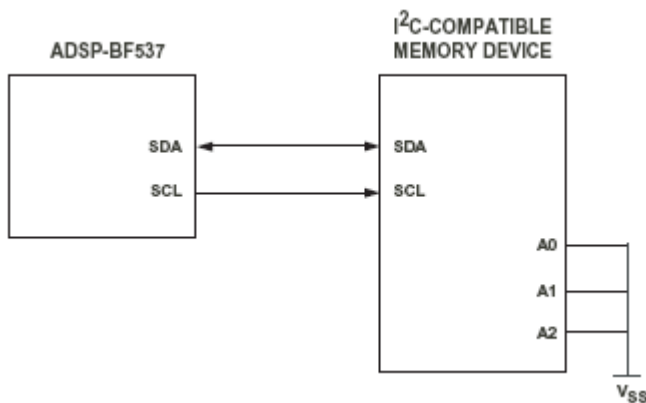 ADSP-BF537
I²C-COMPATIBLE
MEMORY DEVICE
SDA
SDA
SCL
SCL
A0
A1
A2
VSS